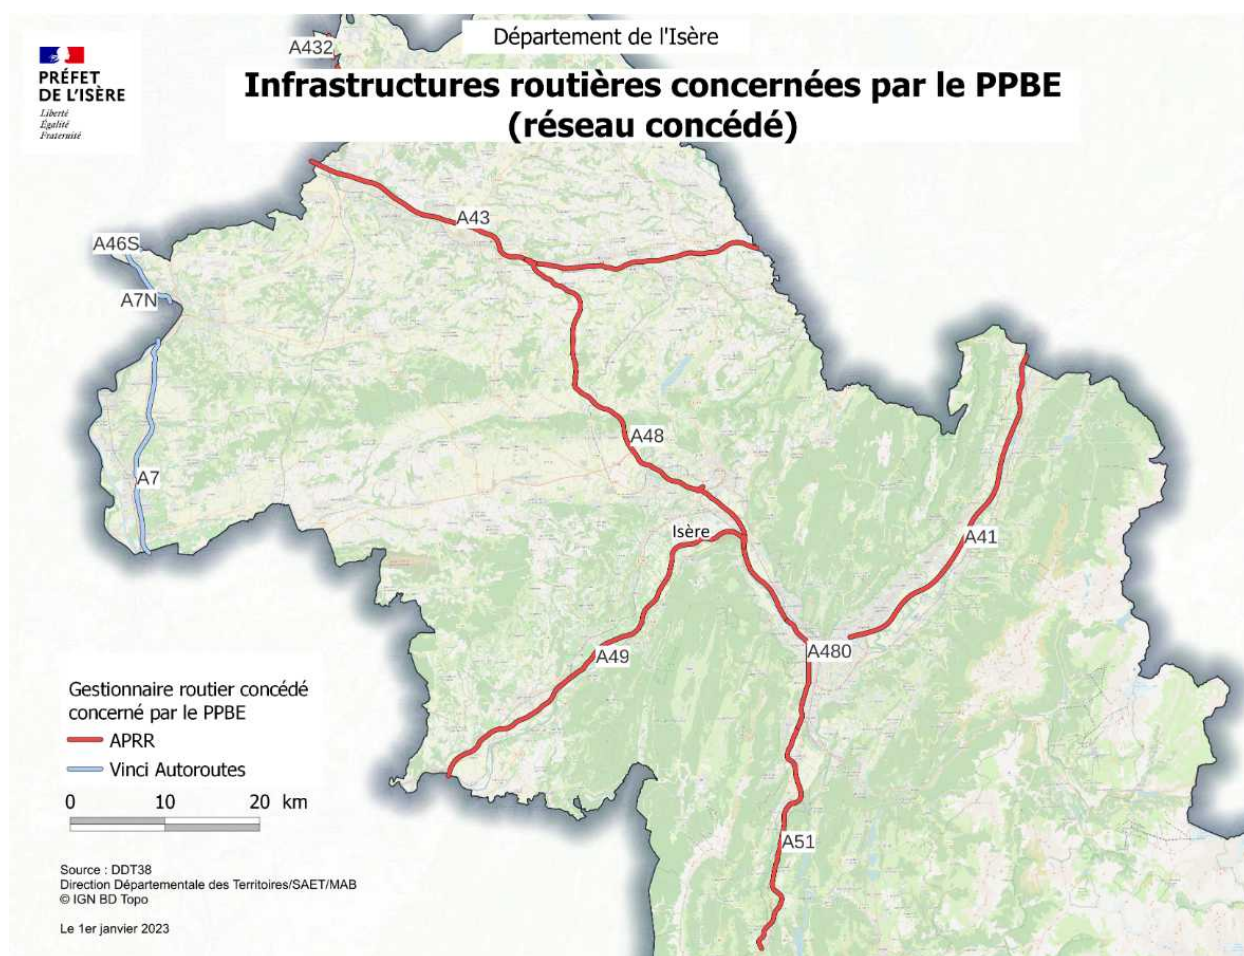 Département de l'Isère
Infrastructures routières concernées par le PPBE
(réseau concédé)
PRÉFET
DE L'ISÈRE
Liberté
Égalité
Fraternité
A432
A43
A46S
A7N
A48
A7
Isère
A41
A480
A49
A51
Gestionnaire routier concédé
concerné par le PPBE
APRR
Vinci Autoroutes
0 10 20 km
Source : DDT38
Direction Départementale des Territoires/SAET/MAB
© IGN BD Topo
Le 1er janvier 2023